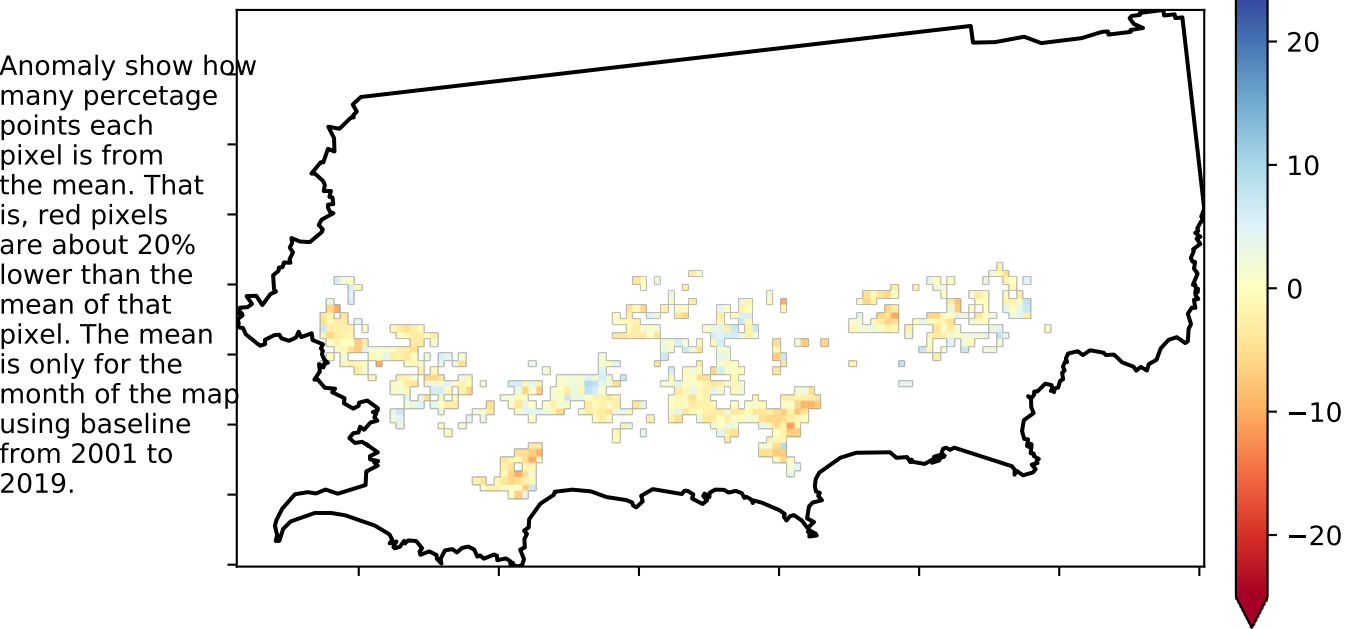 Anomaly show how
many percetage
points each
pixel is from
the mean. That
is, red pixels
are about 20%
lower than the
mean of that
pixel. The mean
is only for the
month of the map
using baseline
from 2001 to
2019.
20
10
0
−10
−20